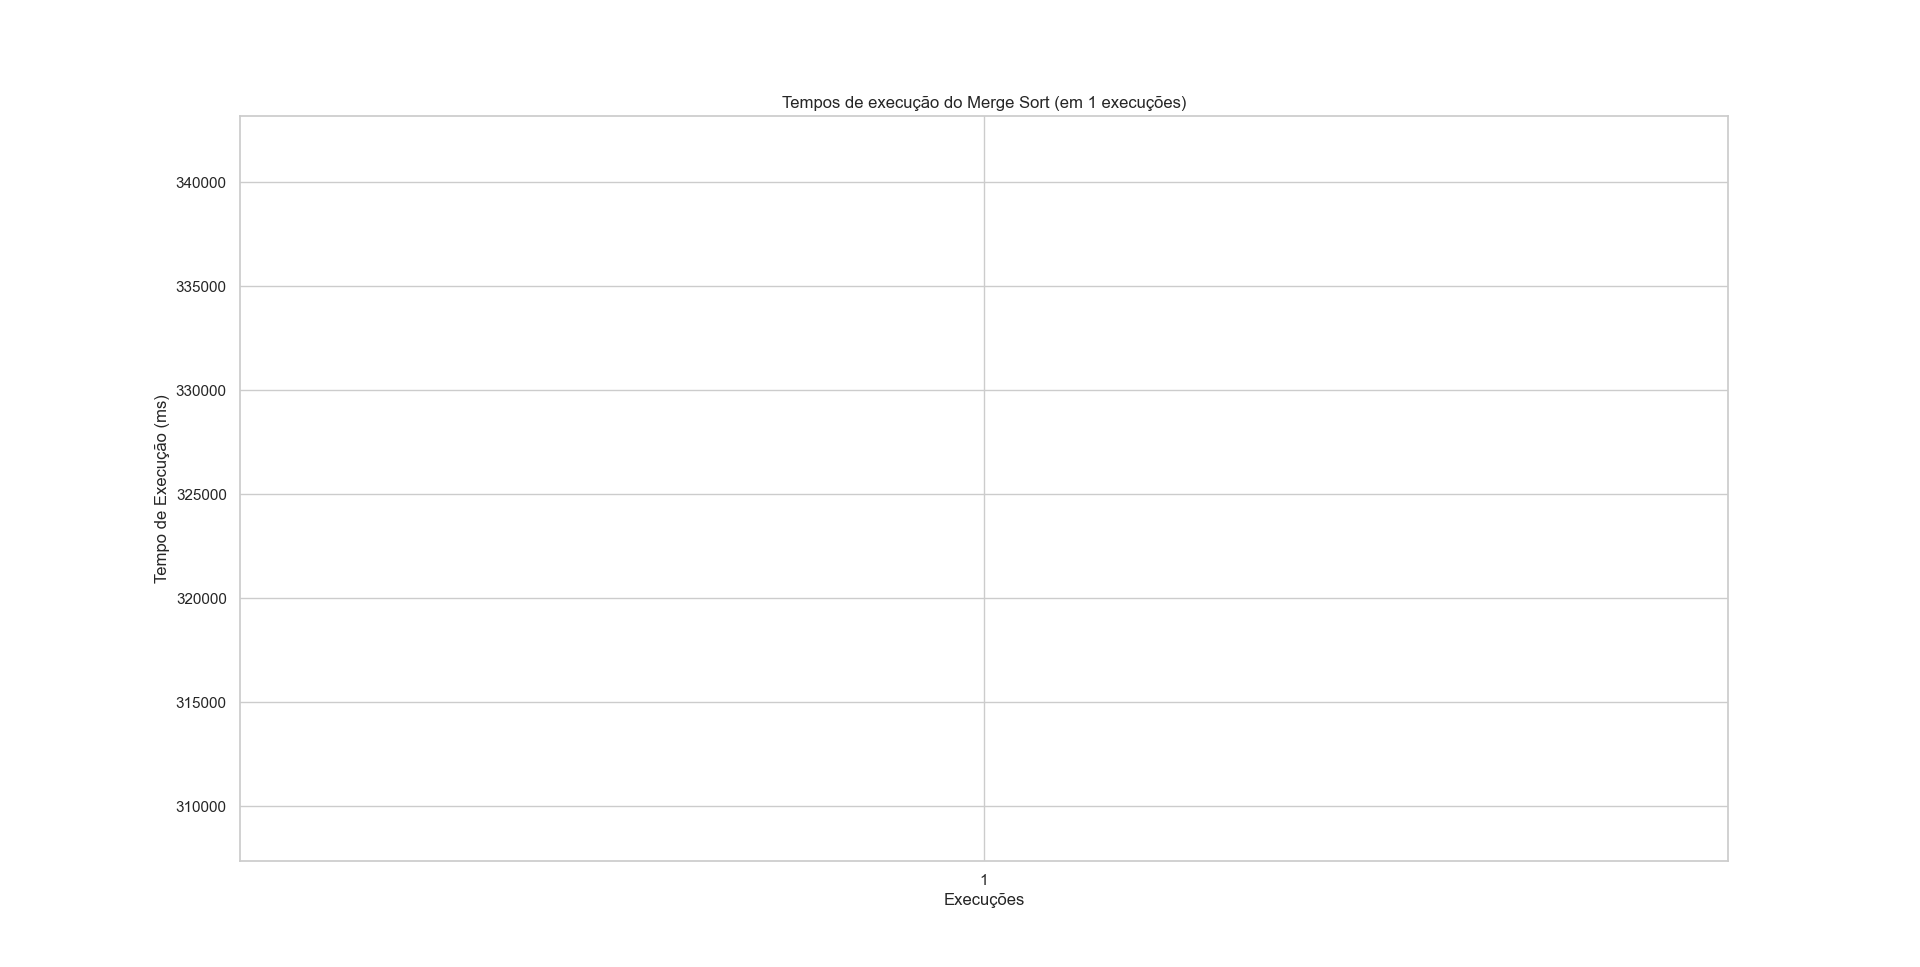 Tempos de execução do Merge Sort (em 1 execuções)
340000
335000
330000
325000
320000
315000
310000
Tempo de Execução (ms)
1
Execuções